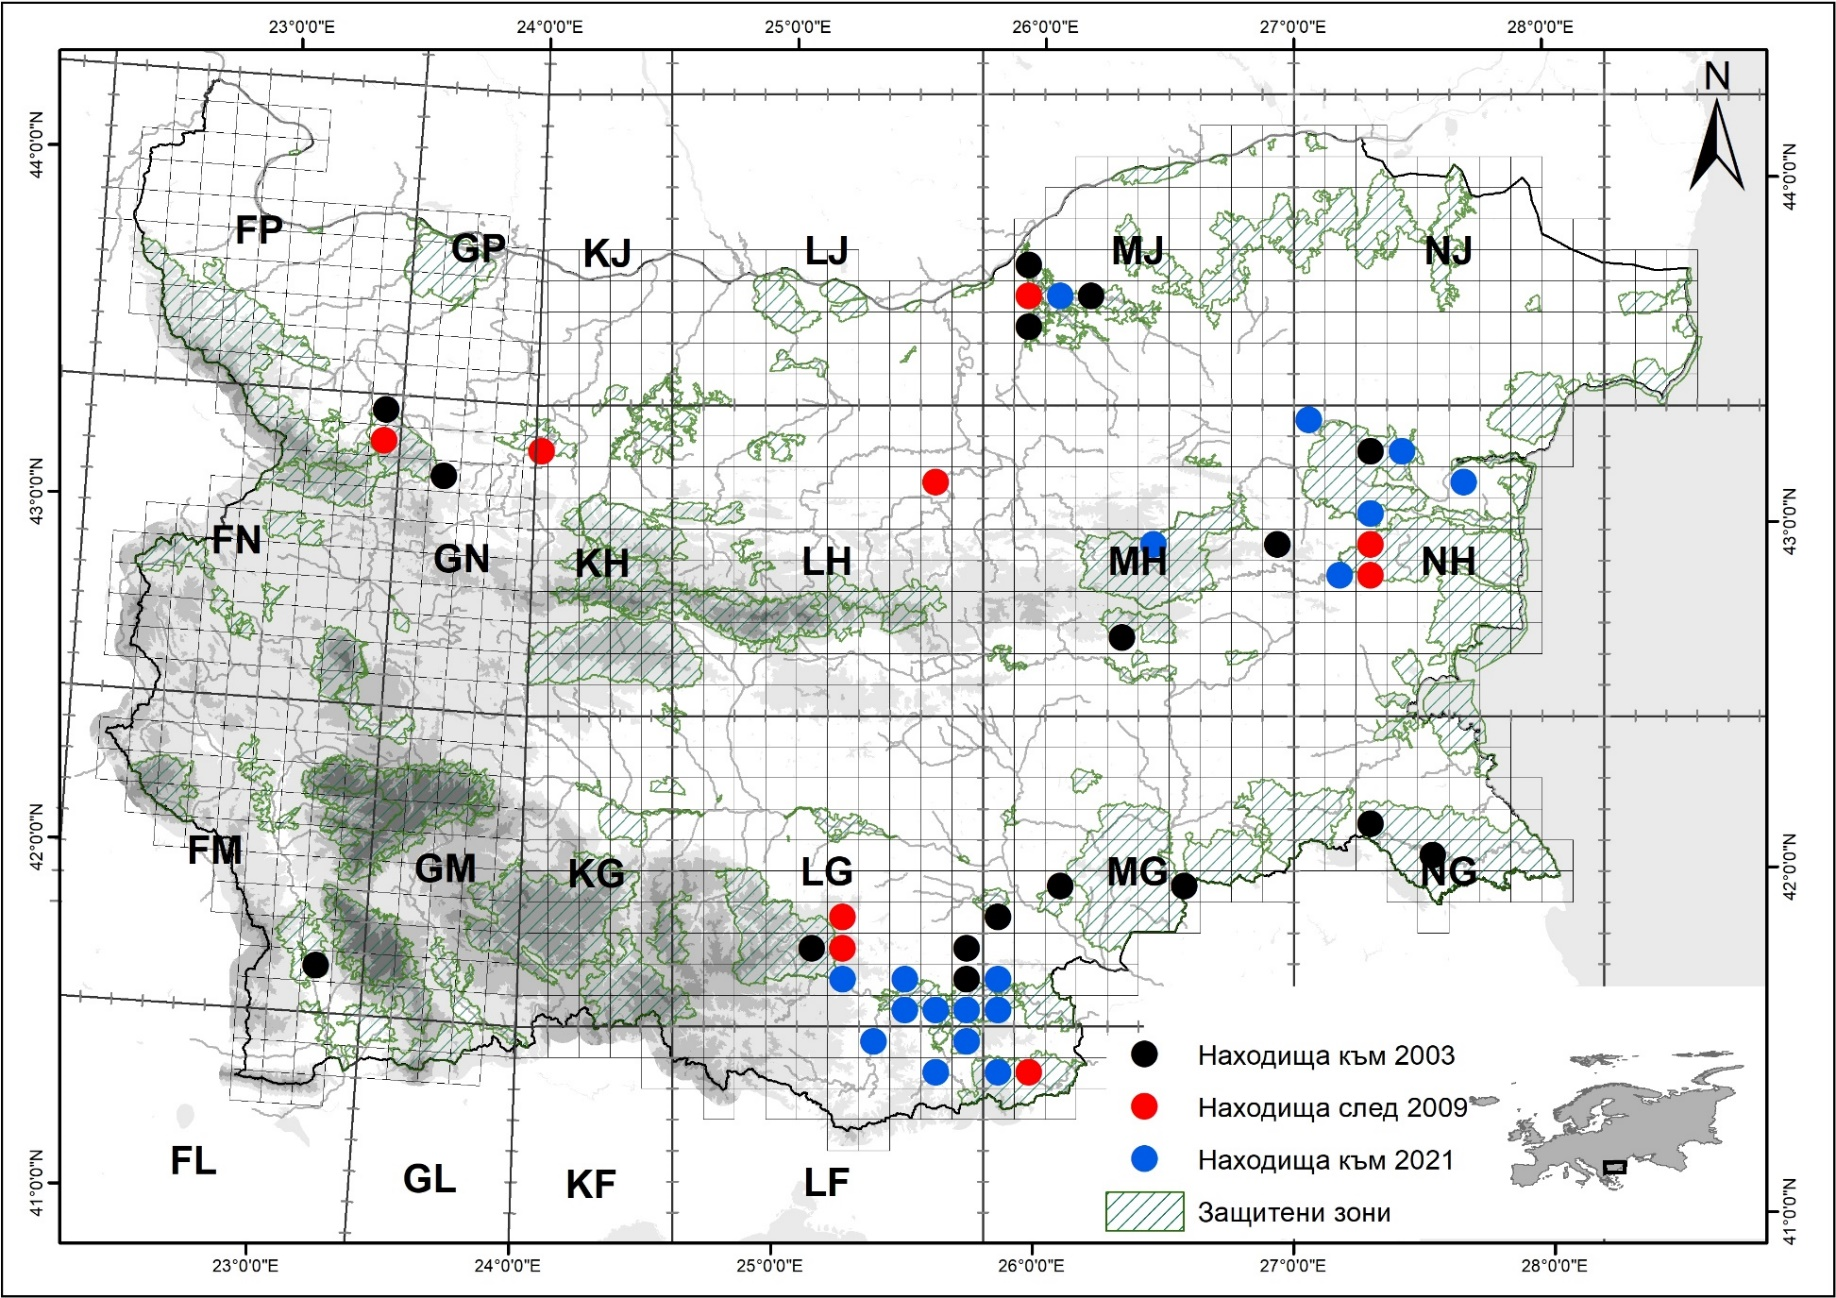 23°0'0"E 24°0'0"E 25°0'0"E 26°0'0"E 27°0'0"E 28°0'0"E
N
44°0'0"N 44°0'0"N
FP GP KJ LJ MJ NJ
43°0'0"N 43°0'0"N
FN GN KH LH MH NH
42°0'0"N 42°0'0"N
FM GM KG LG MG NG
Находища към 2003
Находища след 2009
Находища към 2021
Защитени зони
FL GL KF LF
41°0'0"N 41°0'0"N
23°0'0"E 24°0'0"E 25°0'0"E 26°0'0"E 27°0'0"E 28°0'0"E